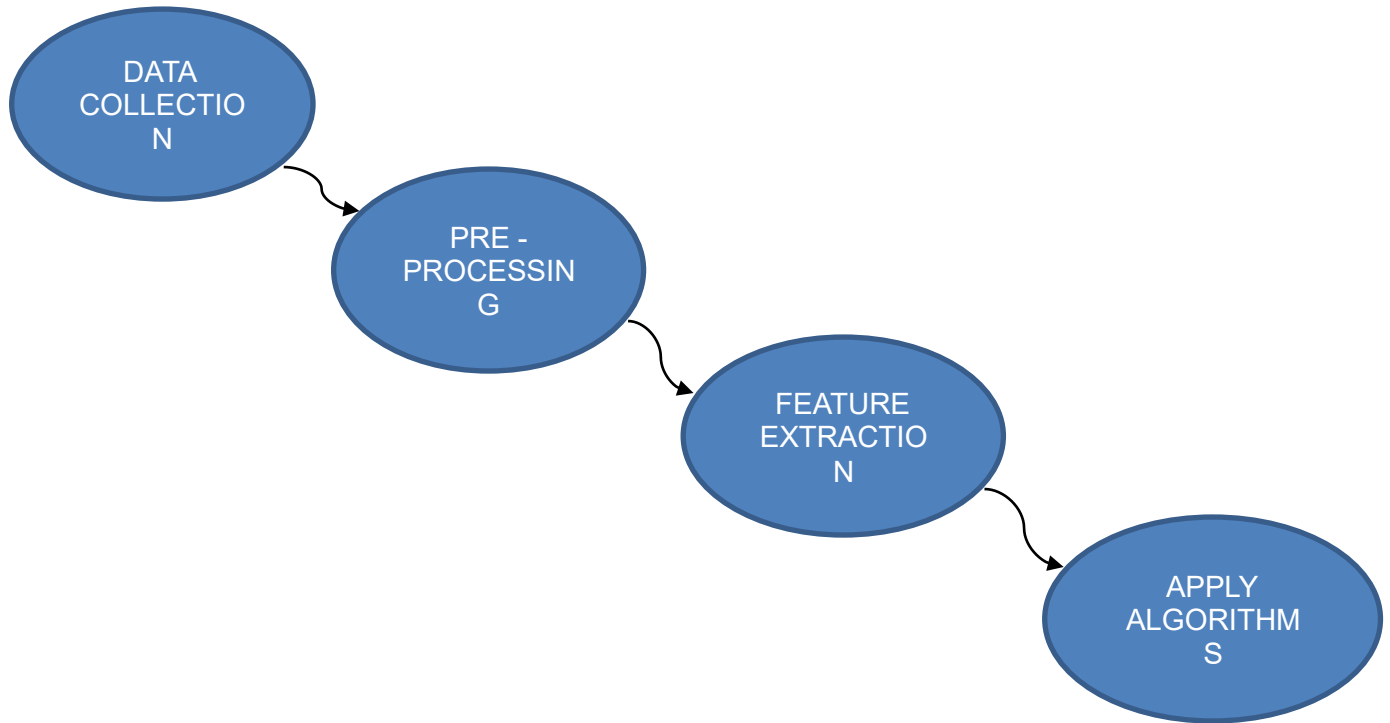 DATA
COLLECTIO
N
PRE -
PROCESSIN
G
FEATURE
EXTRACTIO
N
APPLY
ALGORITHM
S